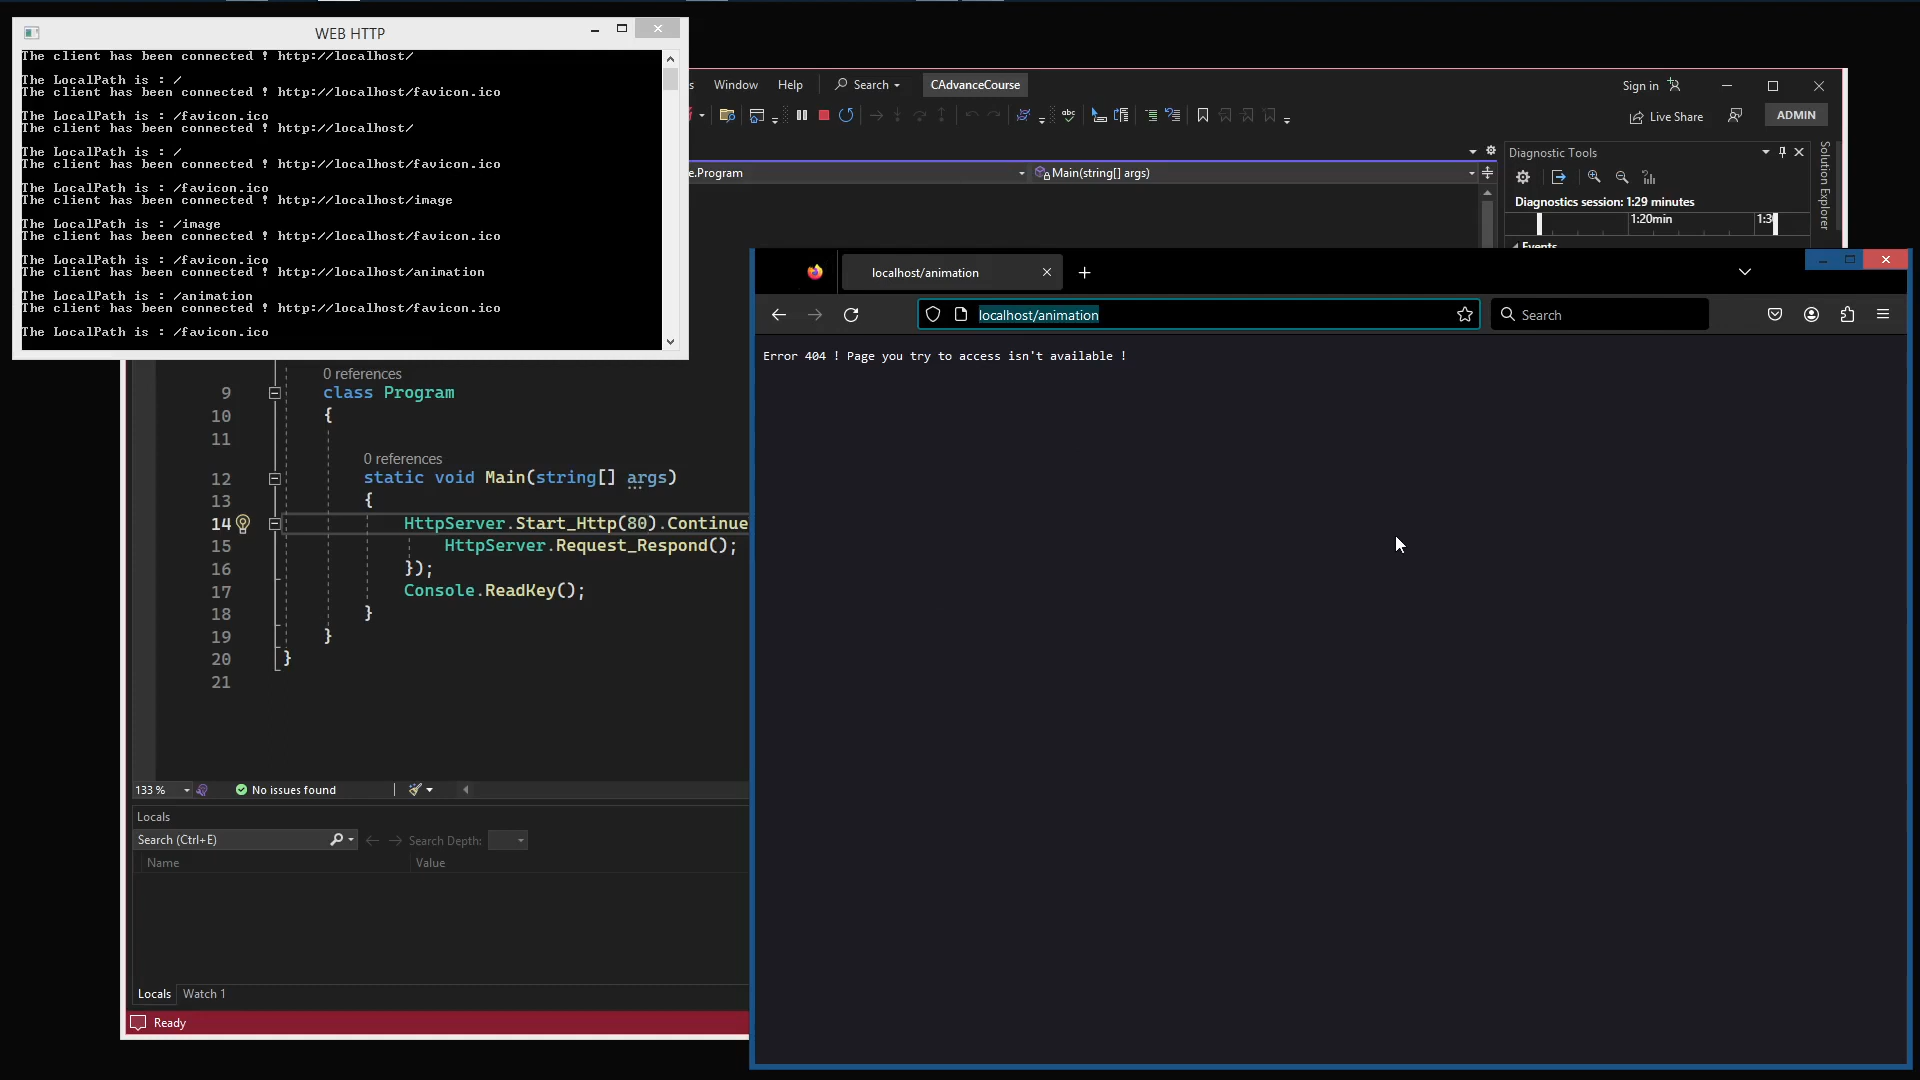 WEB HTTP
The client has been connected ! http://localhost/
The LocalPath is : /
The client has been connected ! http://localhost/favicon.ico
The LocalPath is : /favicon.ico
The client has been connected ! http://localhost/
The LocalPath is : /
The client has been connected ! http://localhost/favicon.ico
The LocalPath is : /favicon.ico
The client has been connected ! http://localhost/image
The LocalPath is : /image
The client has been connected ! http://localhost/favicon.ico
The LocalPath is : /favicon.ico
The client has been connected ! http://localhost/animation
The LocalPath is : /animation
The client has been connected ! http://localhost/favicon.ico
The LocalPath is : /favicon.ico
s Window Help Search CAdvanceCourse Sign in
Live Share ADMIN
e.Program Main(string[] args)
Diagnostic Tools
Diagnostics session: 1:29 minutes
1:20min 1:3
Events
Solution Explorer
localhost/animation
localhost/animation Search
Error 404 ! Page you try to access isn't available !
0 references
9 class Program
10 {
11
0 references
12 static void Main(string[] args)
13 {
14 HttpServer.Start_Http(80).Continue
15 HttpServer.Request_Respond();
16 });
17 Console.ReadKey();
18 }
19 }
20 }
21
133 % No issues found
Locals
Search (Ctrl+E) Search Depth:
Name Value
Locals Watch 1
Ready